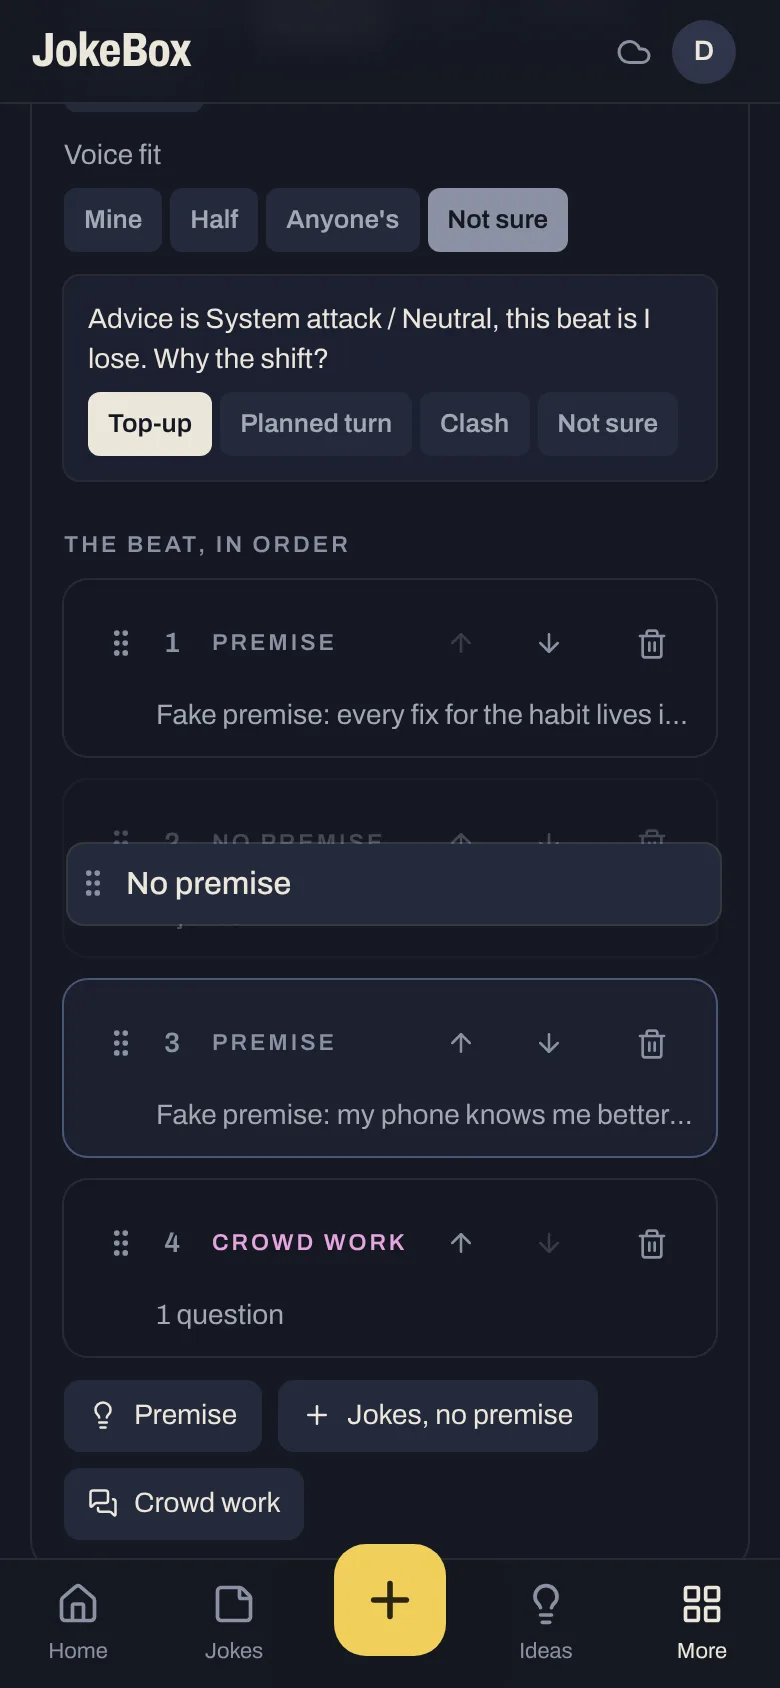 JokeBox
D
Voice fit
Mine Half Anyone's Not sure
Advice is System attack / Neutral, this beat is I
lose. Why the shift?
Top-up Planned turn Clash Not sure
THE BEAT, IN ORDER
1 PREMISE
Fake premise: every fix for the habit lives i...
2 NO PREMISE
No premise
3 PREMISE
Fake premise: my phone knows me better...
4 CROWD WORK
1 question
Premise Jokes, no premise
Crowd work
Home Jokes Ideas More